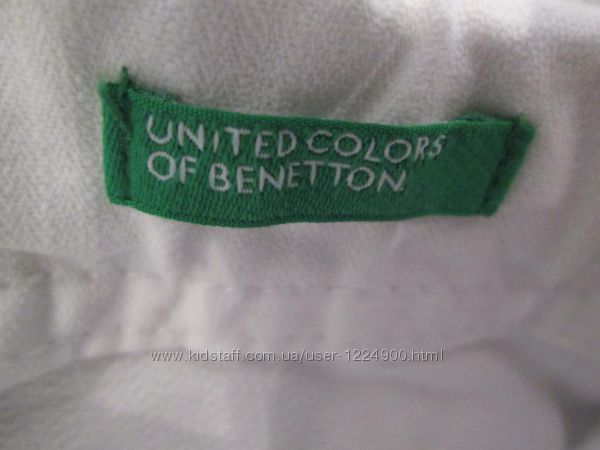 UNITED COLORS
OF BENETTON
www.kidstaff.com.ua/user-1224900.html